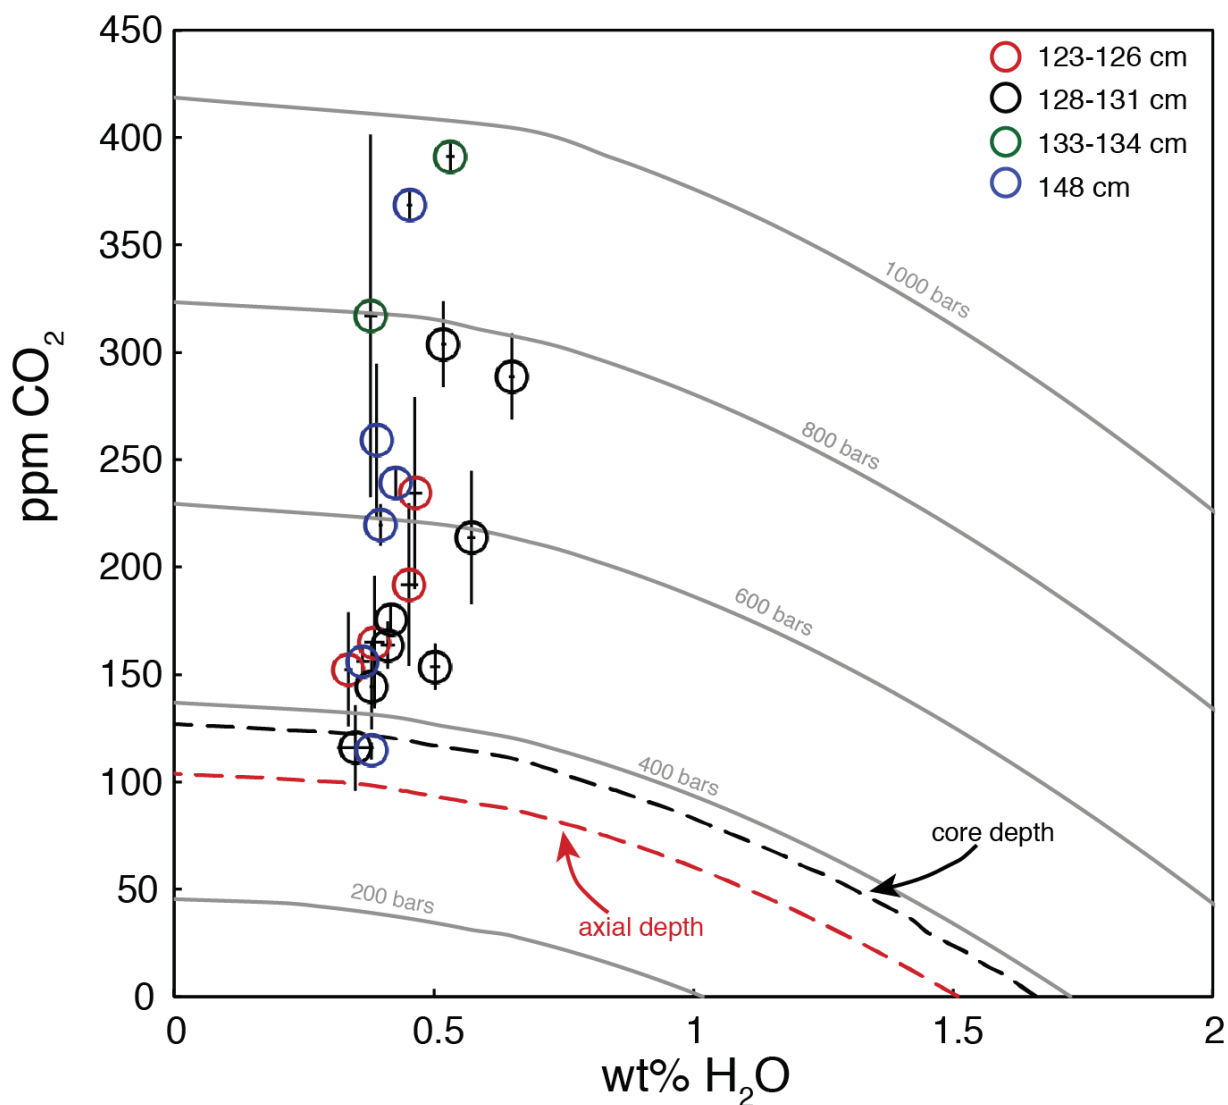 450
400
350
300
250
200
150
100
50
0
ppm CO2
123-126 cm
128-131 cm
133-134 cm
148 cm
1000 bars
800 bars
600 bars
400 bars
core depth
200 bars
axial depth
0
0.5
1
1.5
2
wt% H2O